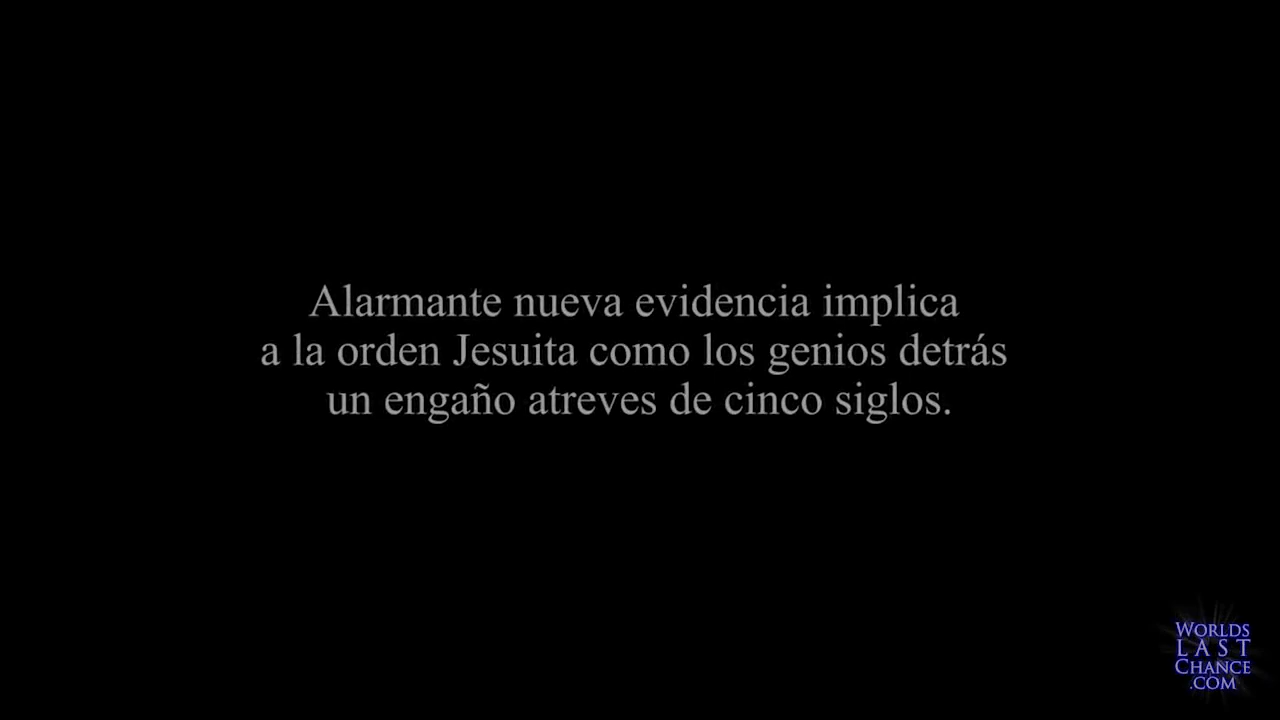 Alarmante nueva evidencia implica
a la orden Jesuita como los genios detrás
un engaño atreves de cinco siglos.
WORLDS
LAST
CHANCE
.COM